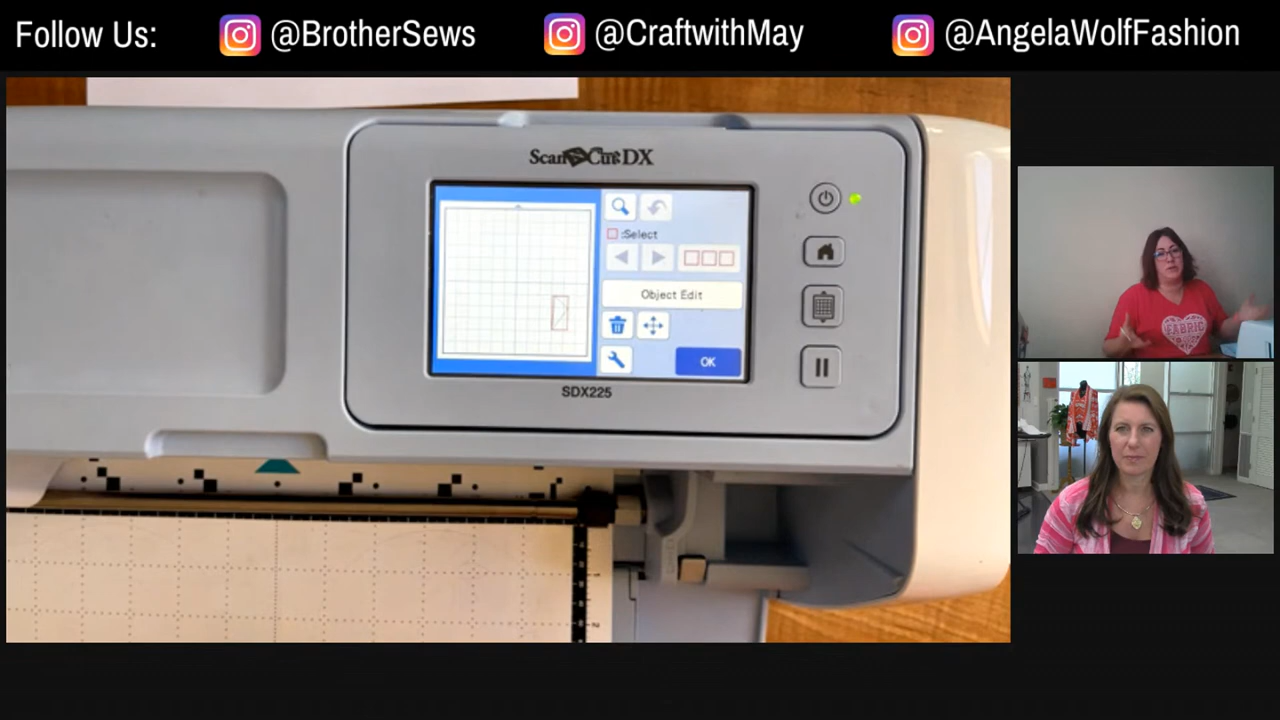 Follow Us: @BrotherSews @CraftwithMay @AngelaWolfFashion
ScanNCut DX
:Select
Object Edit
OK
SDX225
FABRIC